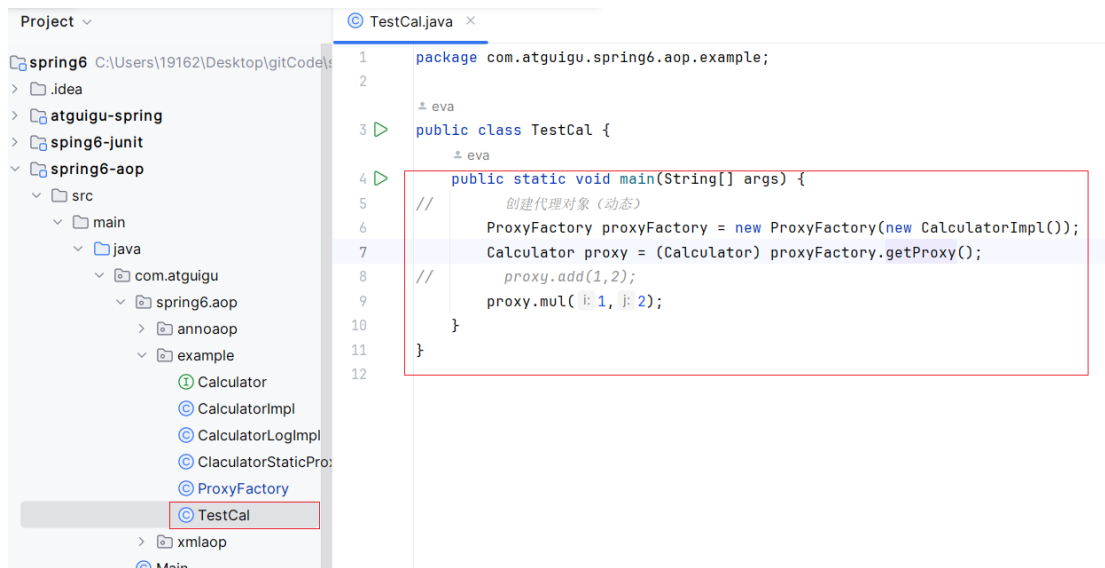 Project
TestCal.java
spring6 C:\Users\19162\Desktop\gitCode\
.idea
atguigu-spring
sping6-junit
spring6-aop
src
main
java
com.atguigu
spring6.aop
annoaop
example
Calculator
CalculatorImpl
CalculatorLogImpl
ClaculatorStaticPro
ProxyFactory
TestCal
xmlaop
Main
1 package com.atguigu.spring6.aop.example;
2
eva
3 public class TestCal {
eva
4 public static void main(String[] args) {
5 // 创建代理对象（动态）
6 ProxyFactory proxyFactory = new ProxyFactory(new CalculatorImpl());
7 Calculator proxy = (Calculator) proxyFactory.getProxy();
8 // proxy.add(1,2);
9 proxy.mul( i: 1, j: 2);
10 }
11 }
12